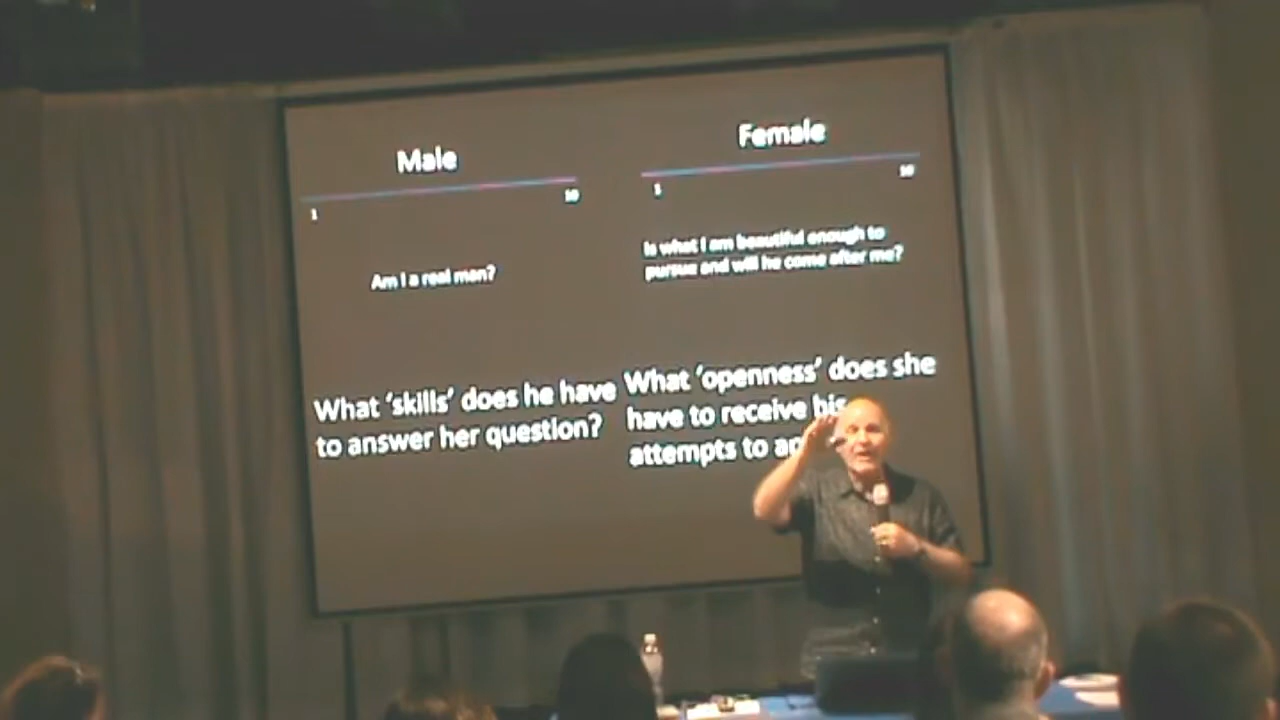 Male
1 10
Am I a real man?
What ‘skills’ does he have
to answer her question?
Female
1 10
Is what I am beautiful enough to
pursue and will he come after me?
What ‘openness’ does she
have to receive his
attempts to